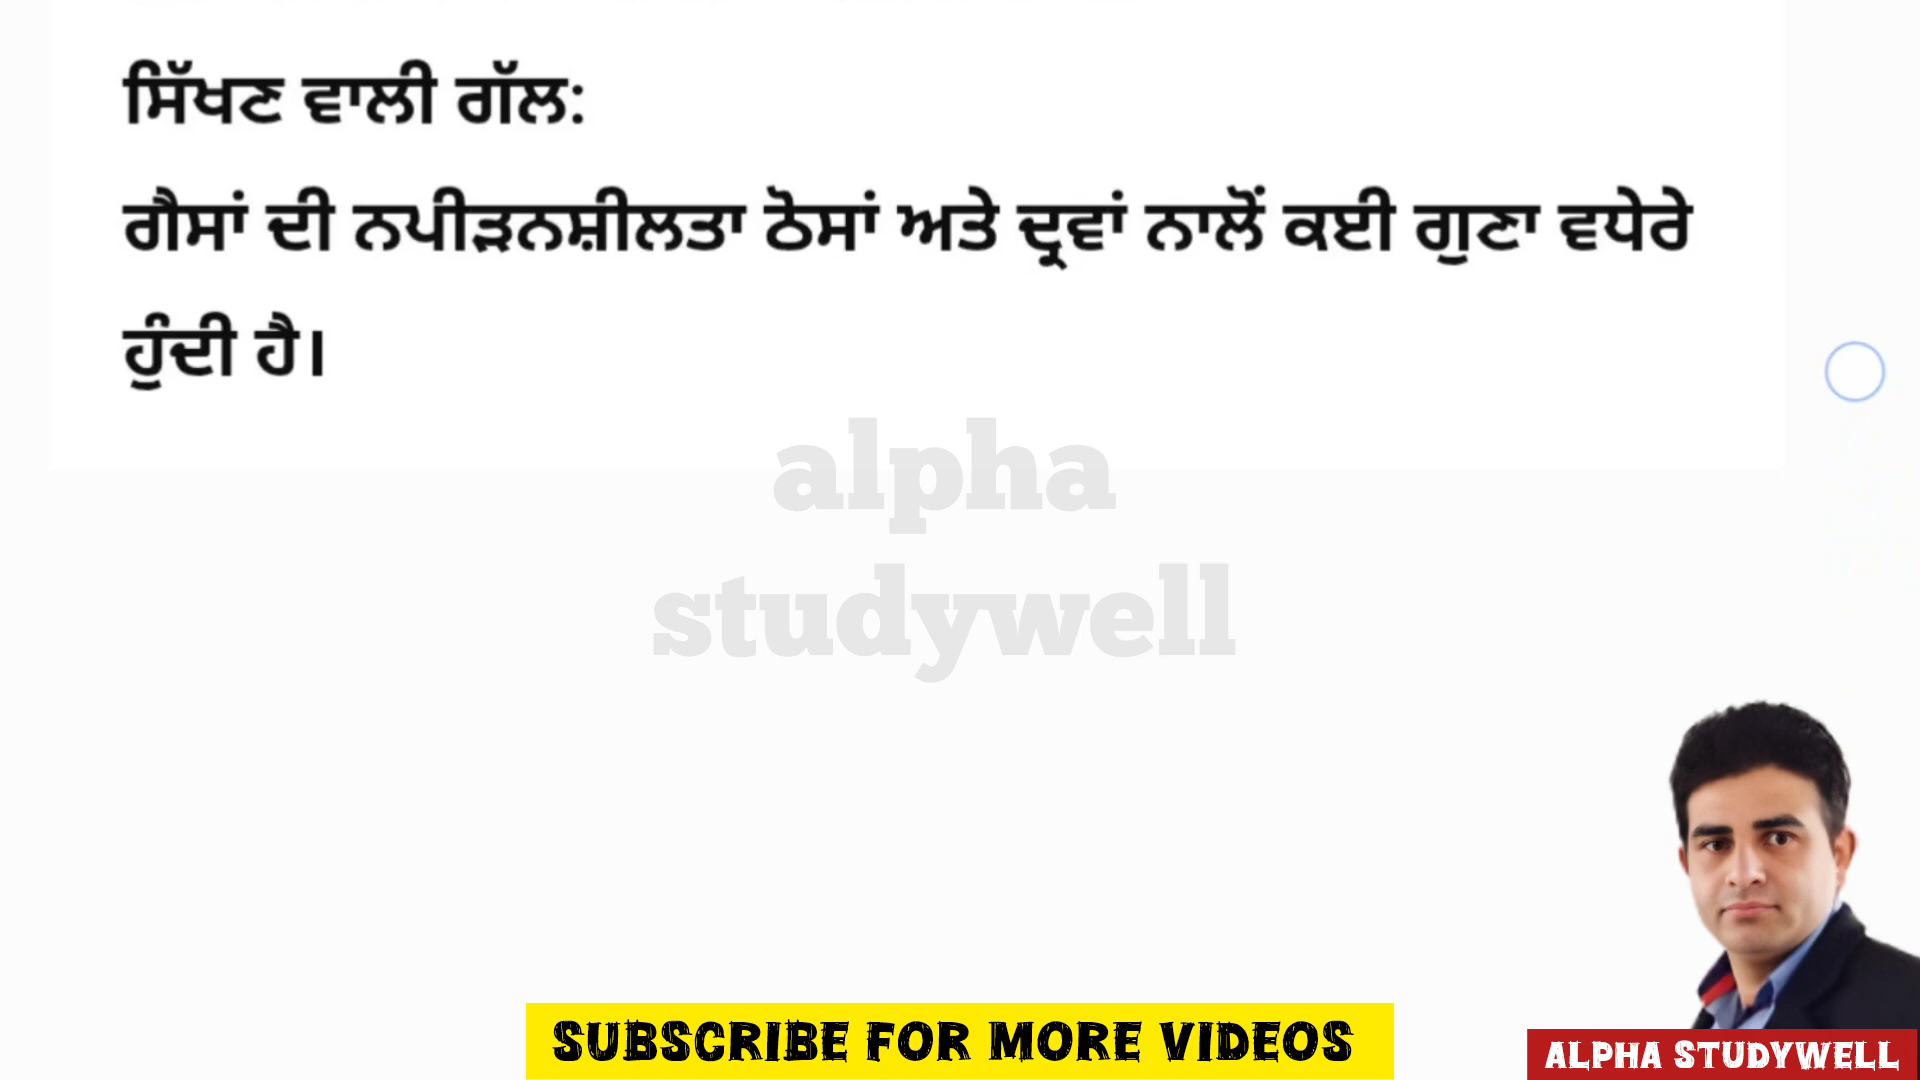 ਸਿੱਖਣ ਵਾਲੀ ਗੱਲ:
ਗੈਸਾਂ ਦੀ ਨਪੀੜਨਸ਼ੀਲਤਾ ਠੋਸਾਂ ਅਤੇ ਦ੍ਰਵਾਂ ਨਾਲੋਂ ਕਈ ਗੁਣਾ ਵਧੇਰੇ
ਹੁੰਦੀ ਹੈ।
alpha
studywell
SUBSCRIBE FOR MORE VIDEOS
ALPHA STUDYWELL